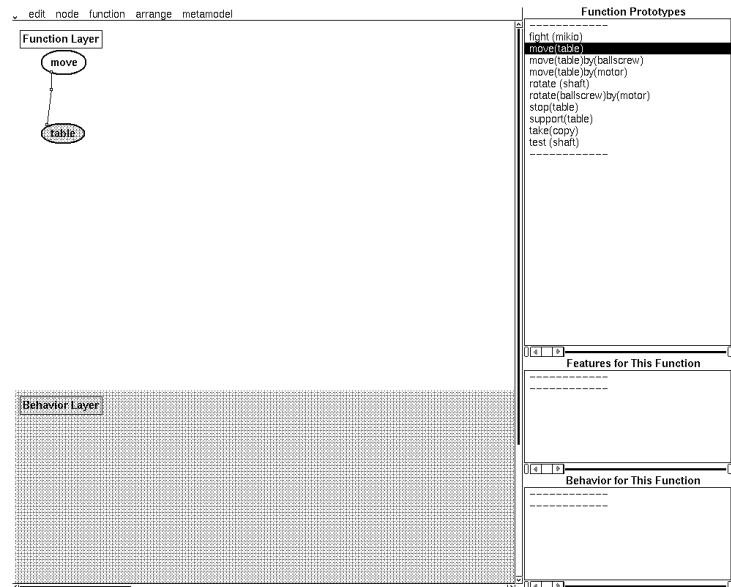 edit node function arrange metamodel
Function Layer
move
table
Behavior Layer
Function Prototypes
------------
fight (mikio)
move(table)
move(table)by(ballscrew)
move(table)by(motor)
rotate (shaft)
rotate(ballscrew)by(motor)
stop(table)
support(table)
take(copy)
test (shaft)
------------
Features for This Function
------------
------------
Behavior for This Function
------------
------------